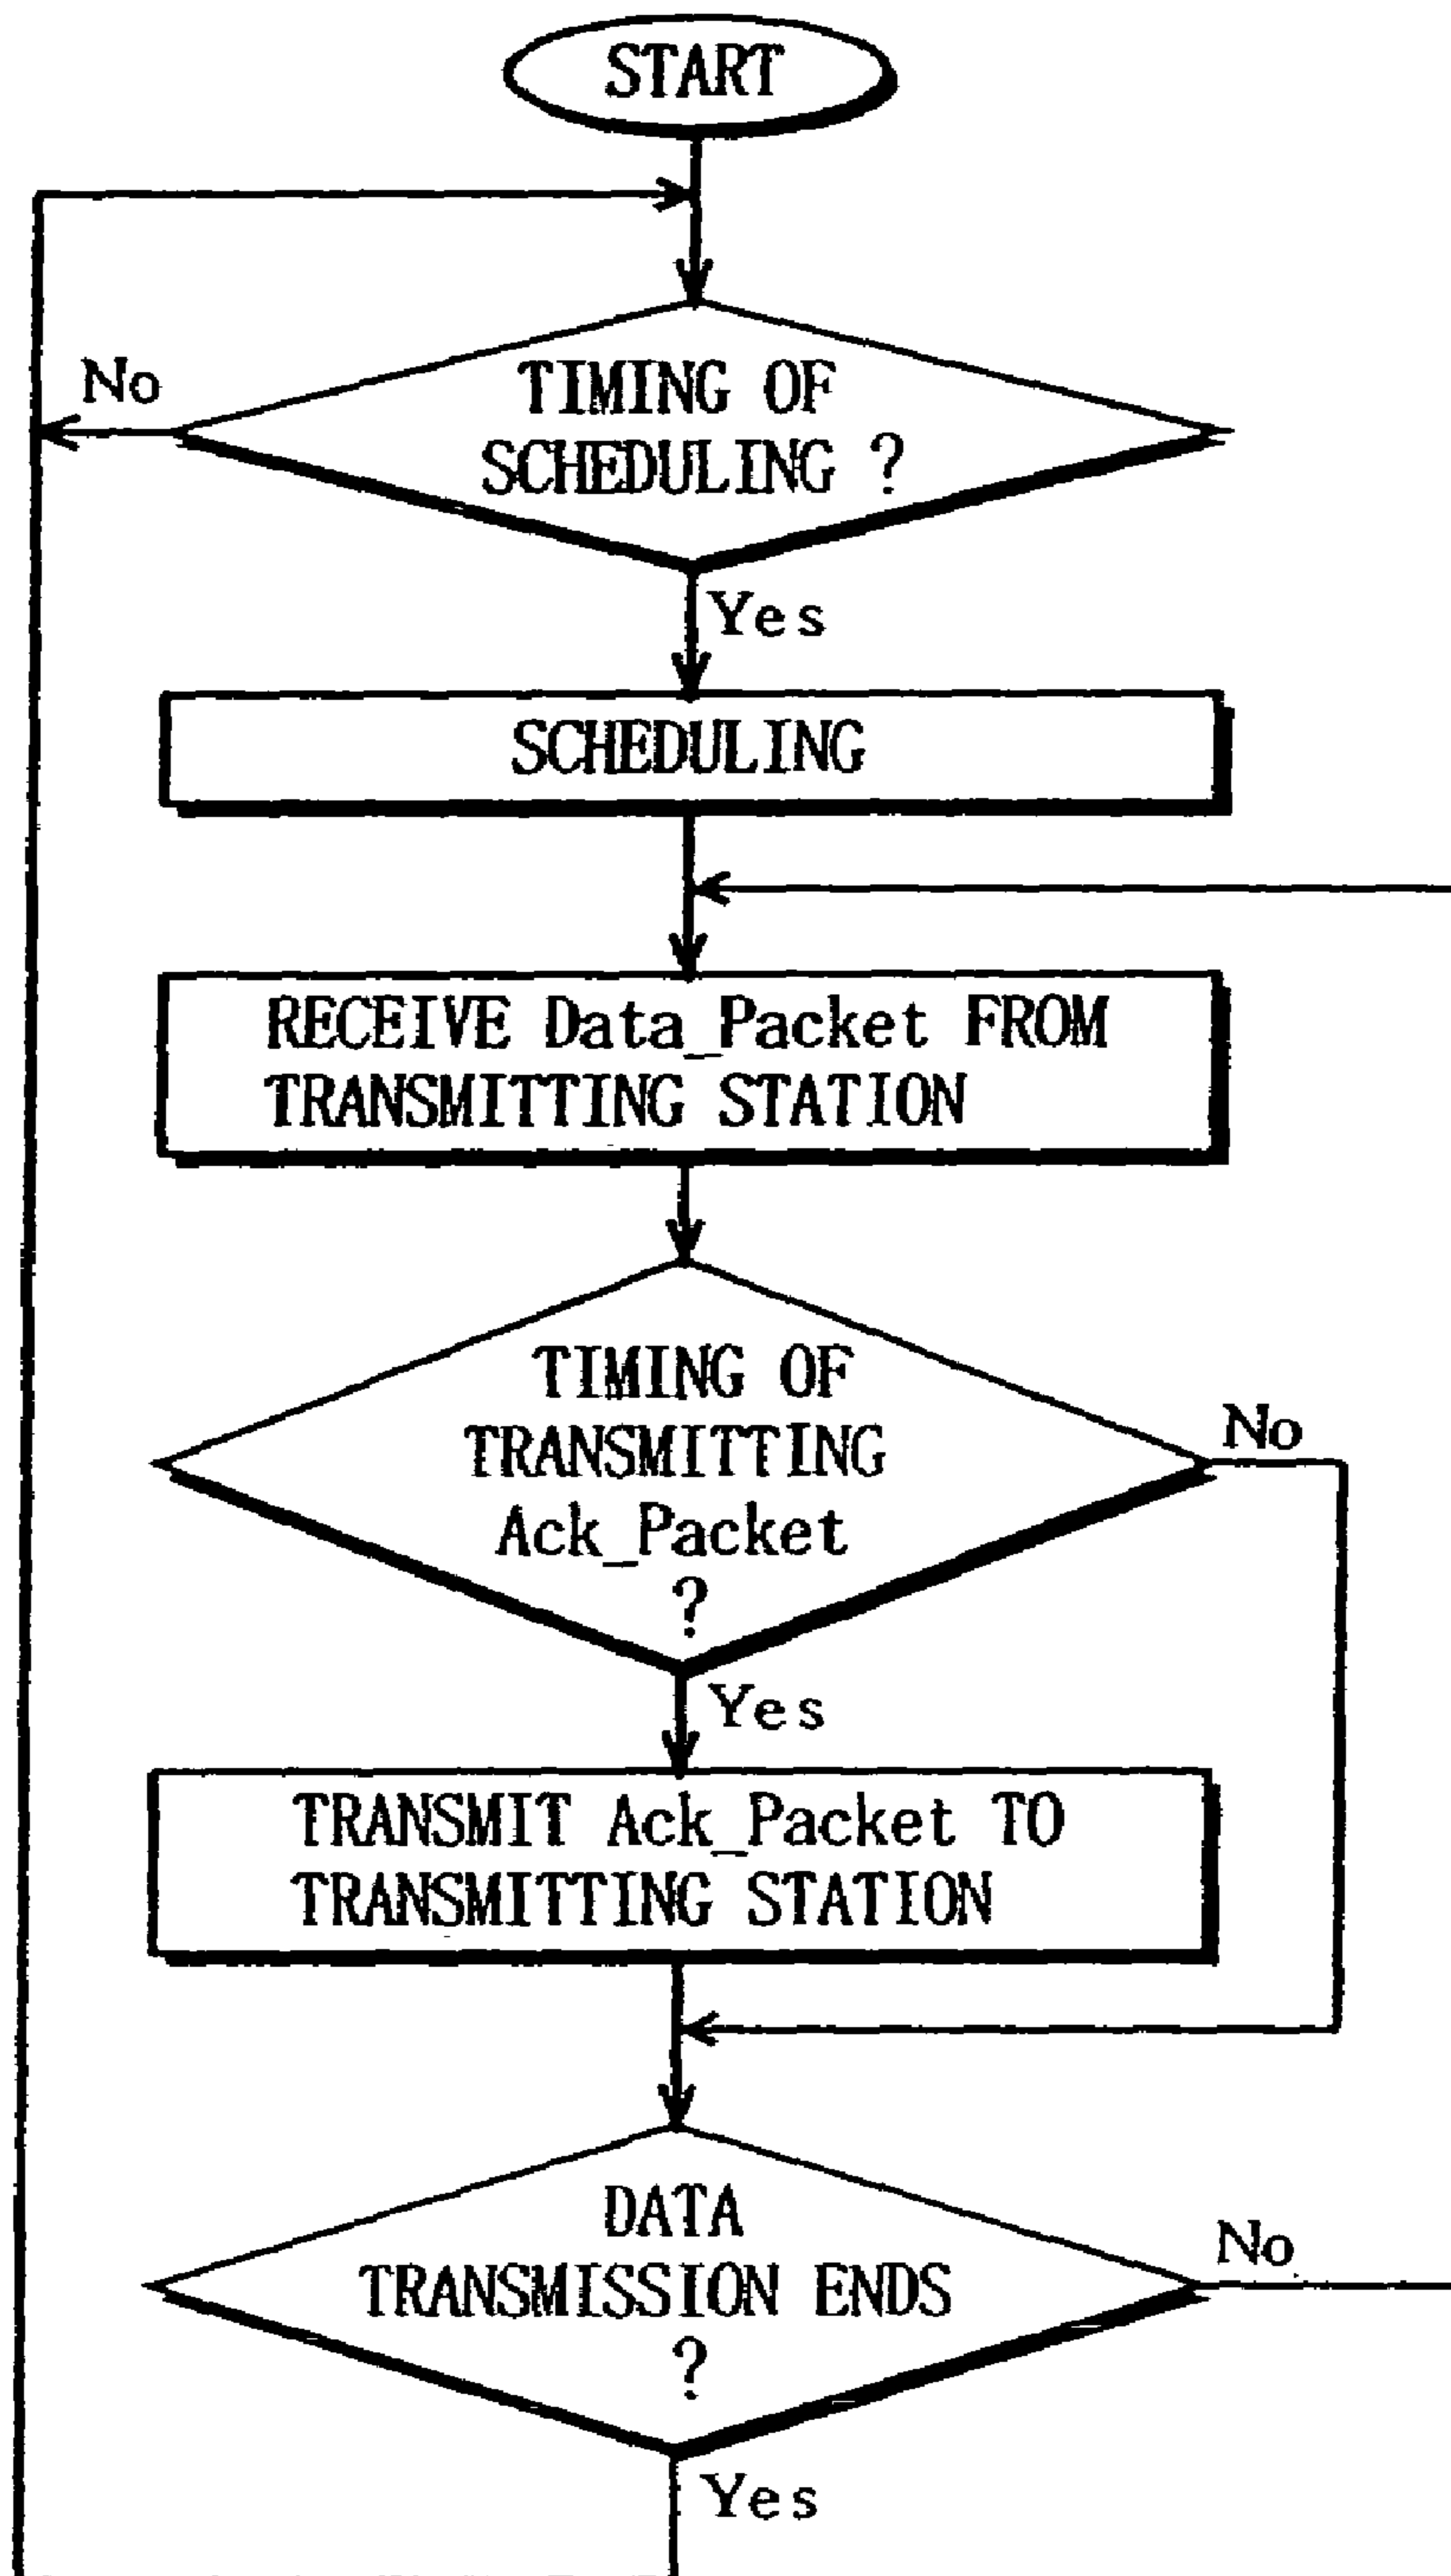 START
No
TIMING OF
SCHEDULING ?
Yes
SCHEDULING
RECEIVE Data_Packet FROM
TRANSMITTING STATION
TIMING OF
TRANSMITTING
Ack_Packet
?
No
Yes
TRANSMIT Ack_Packet TO
TRANSMITTING STATION
DATA
TRANSMISSION ENDS
?
No
Yes